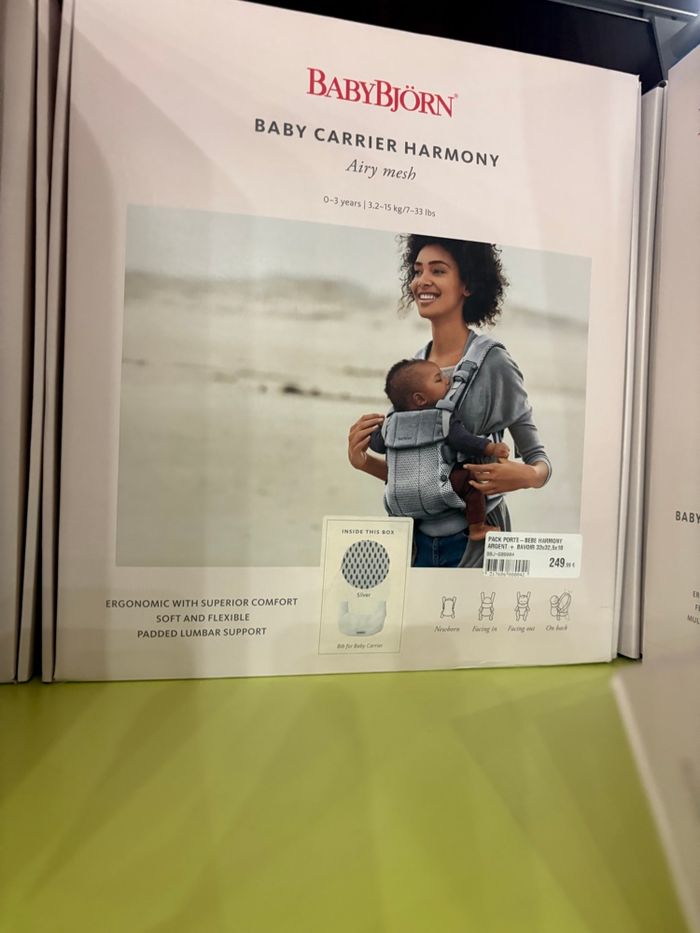 BABYBJÖRN®
BABY CARRIER HARMONY
Airy mesh
0–3 years | 3.2–15 kg/7–33 lbs
INSIDE THIS BOX
Silver
Bib for Baby Carrier
PACK PORTE-BEBE HARMONY
ARGENT + BAVOIR 33x32,5x18
249
ERGONOMIC WITH SUPERIOR COMFORT
SOFT AND FLEXIBLE
PADDED LUMBAR SUPPORT
Newborn
Facing in
Facing out
On back
BABY